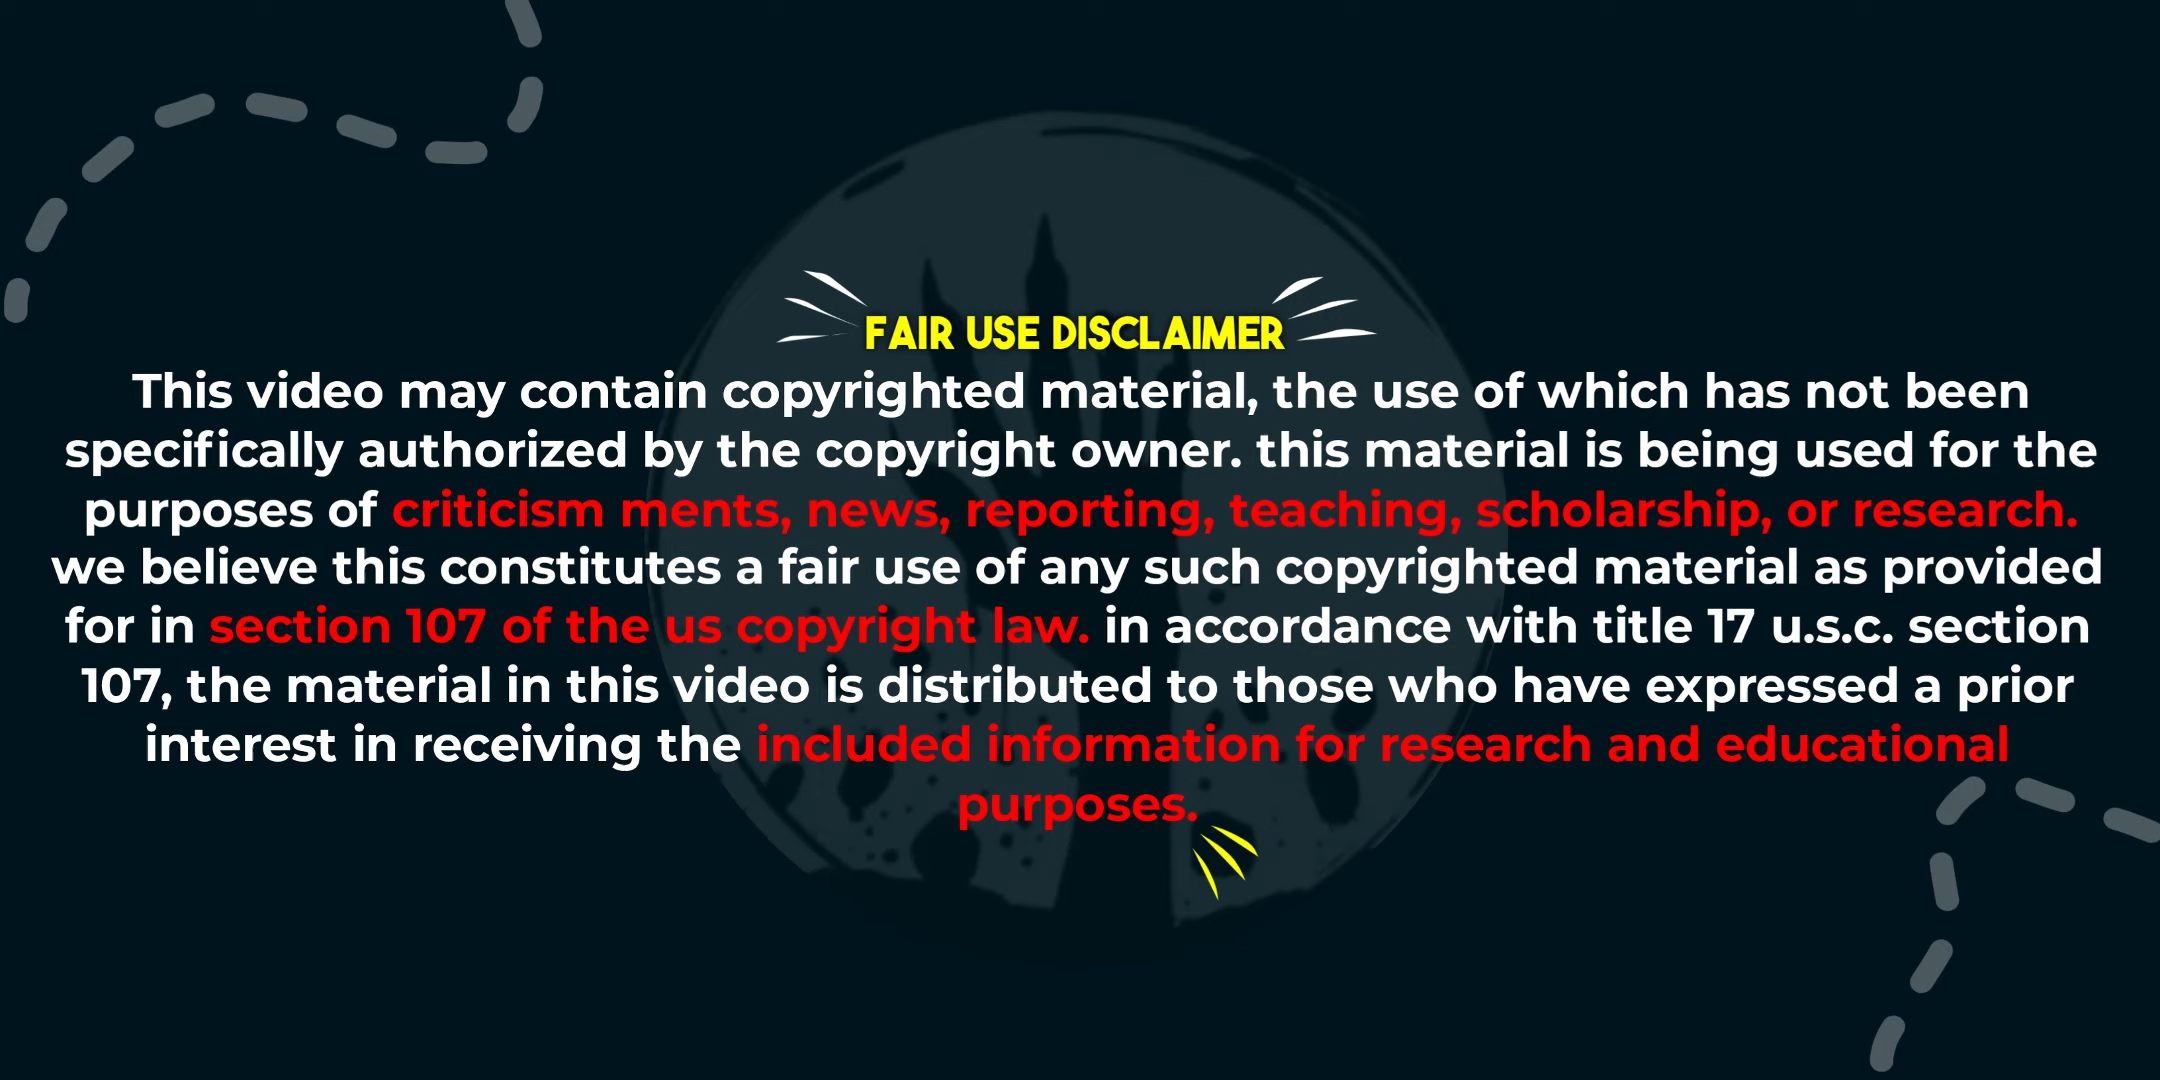 FAIR USE DISCLAIMER
This video may contain copyrighted material, the use of which has not been
specifically authorized by the copyright owner. this material is being used for the
purposes of criticism ments, news, reporting, teaching, scholarship, or research.
we believe this constitutes a fair use of any such copyrighted material as provided
for in section 107 of the us copyright law. in accordance with title 17 u.s.c. section
107, the material in this video is distributed to those who have expressed a prior
interest in receiving the included information for research and educational
purposes.